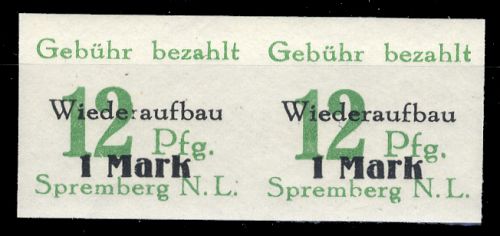 Gebühr bezahlt Gebühr bezahlt
Wiederaufbau Wiederaufbau
12 Pfg. 12 Pfg.
1 Mark 1 Mark
Spremberg N.L. Spremberg N.L.